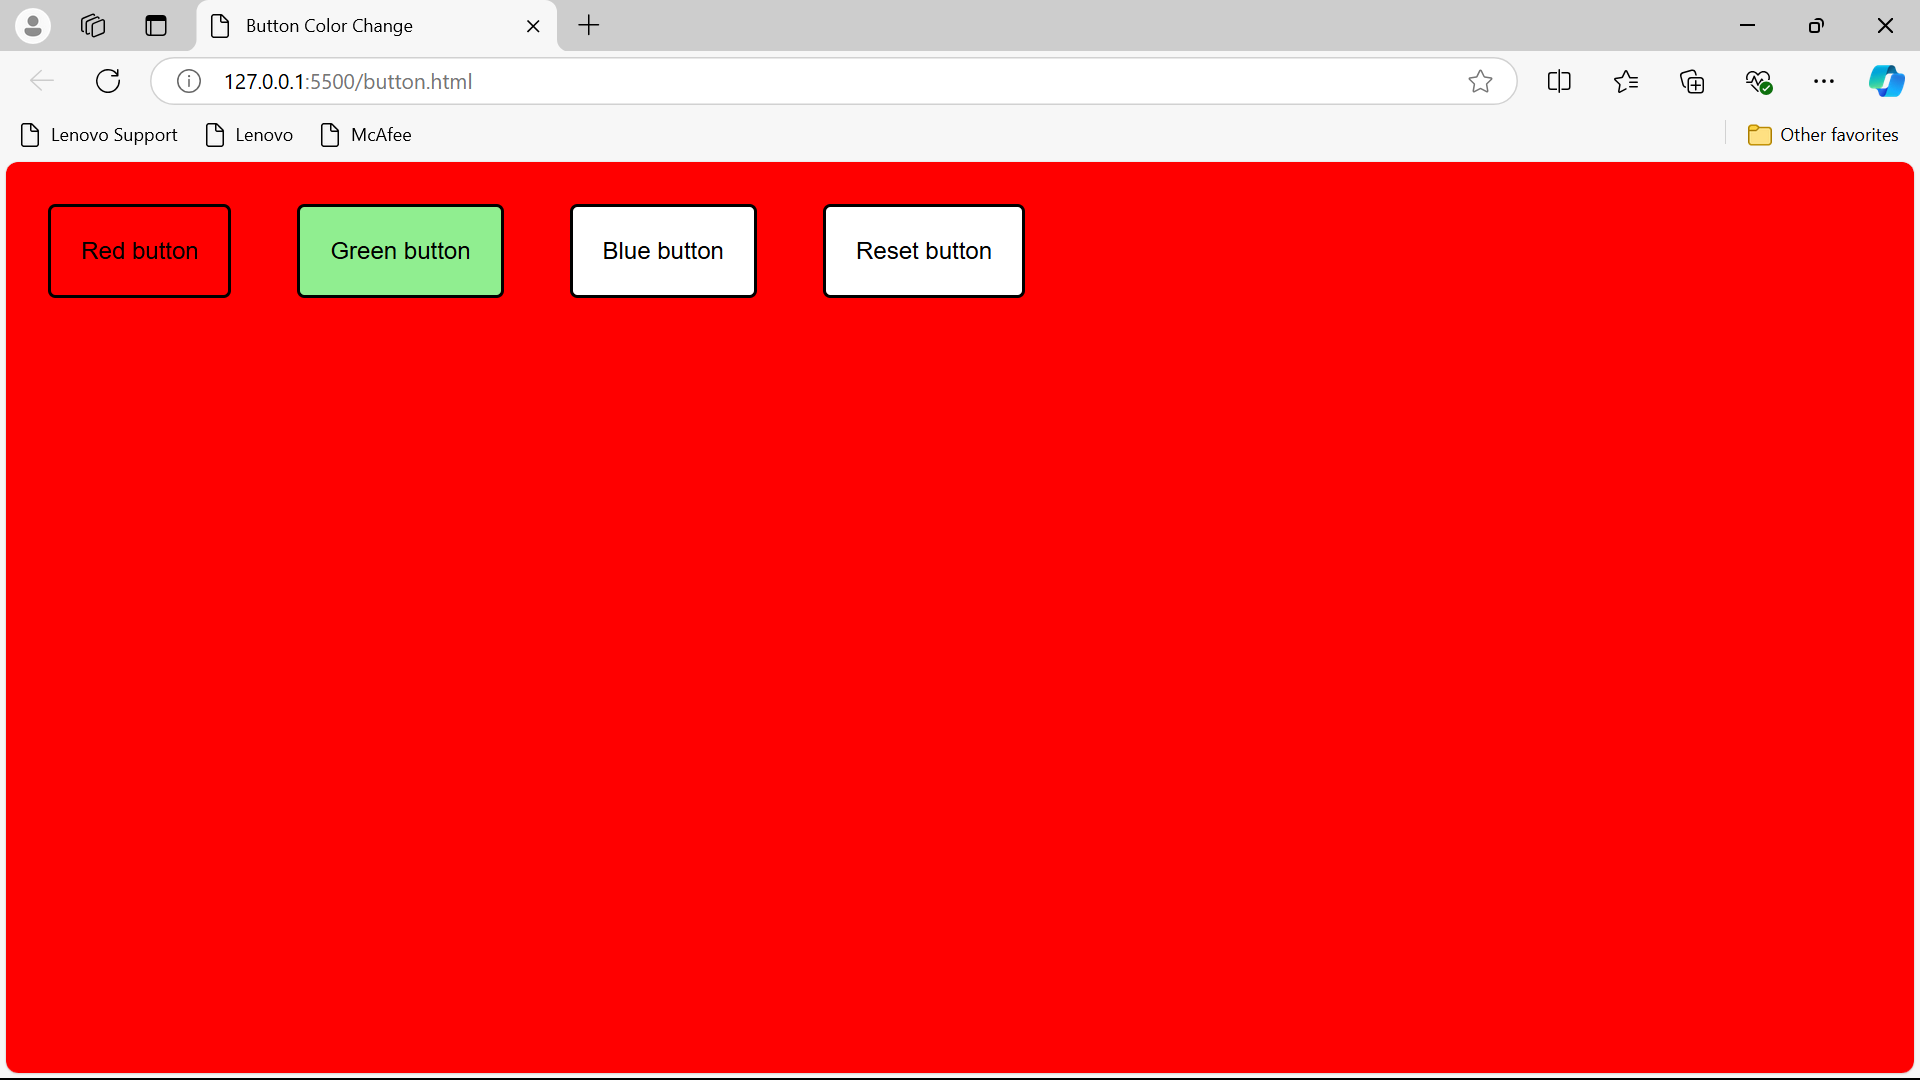 Button Color Change
127.0.0.1:5500/button.html
Lenovo Support Lenovo McAfee Other favorites
Red button Green button Blue button Reset button